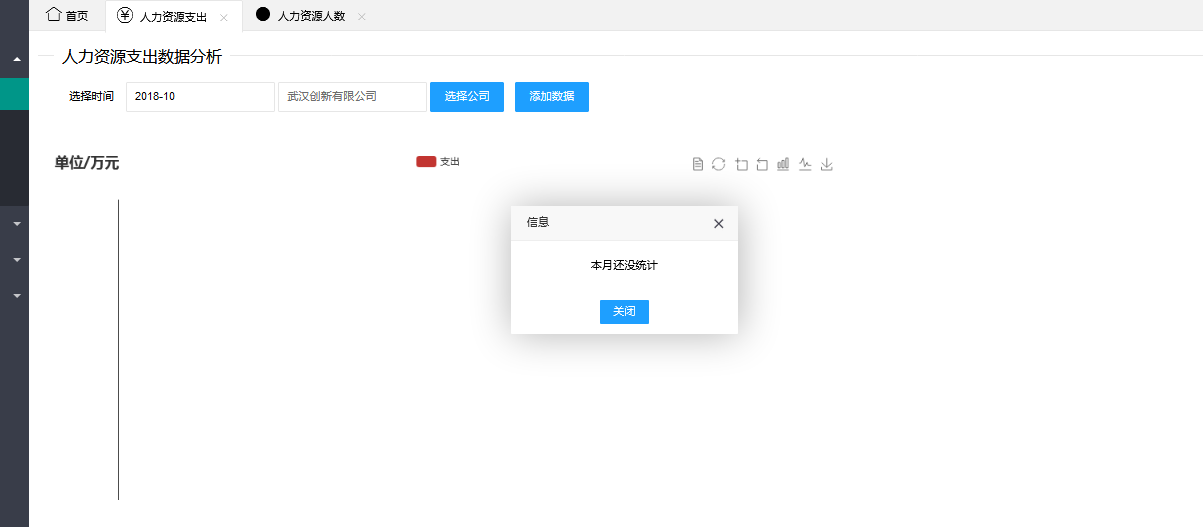 首页 人力资源支出 人力资源人数
人力资源支出数据分析
选择时间 2018-10 武汉创新有限公司 选择公司 添加数据
单位/万元 支出
信息
本月还没统计
关闭